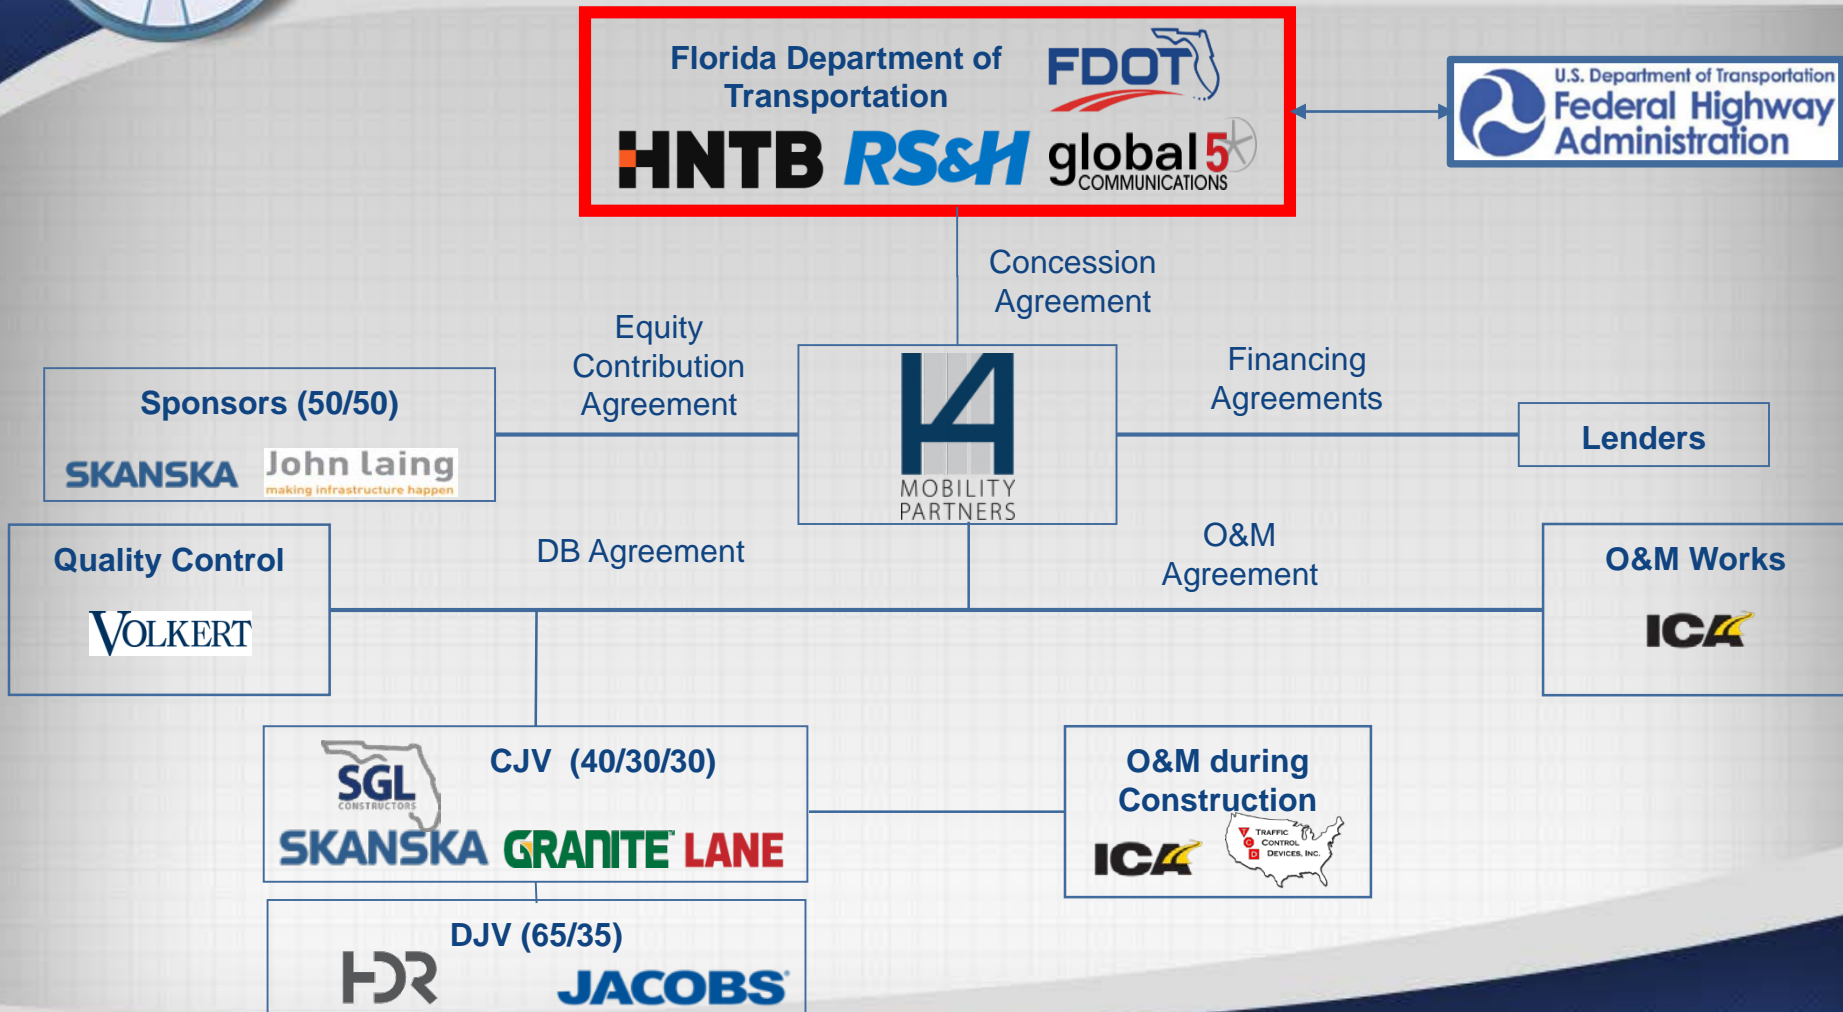 Florida Department of
Transportation
FDOT
HNTB RS&H global 5
COMMUNICATIONS
U.S. Department of Transportation
Federal Highway
Administration
Concession
Agreement
Equity
Contribution
Agreement
Financing
Agreements
Sponsors (50/50)
SKANSKA John laing
making infrastructure happen
I4
MOBILITY
PARTNERS
Lenders
Quality Control
VOLKERT
DB Agreement
O&M
Agreement
O&M Works
ICA
CJV (40/30/30)
SGL
CONSTRUCTORS
SKANSKA GRANITE™ LANE
O&M during
Construction
ICA
T TRAFFIC
C CONTROL
D DEVICES, INC.
DJV (65/35)
HDR JACOBS